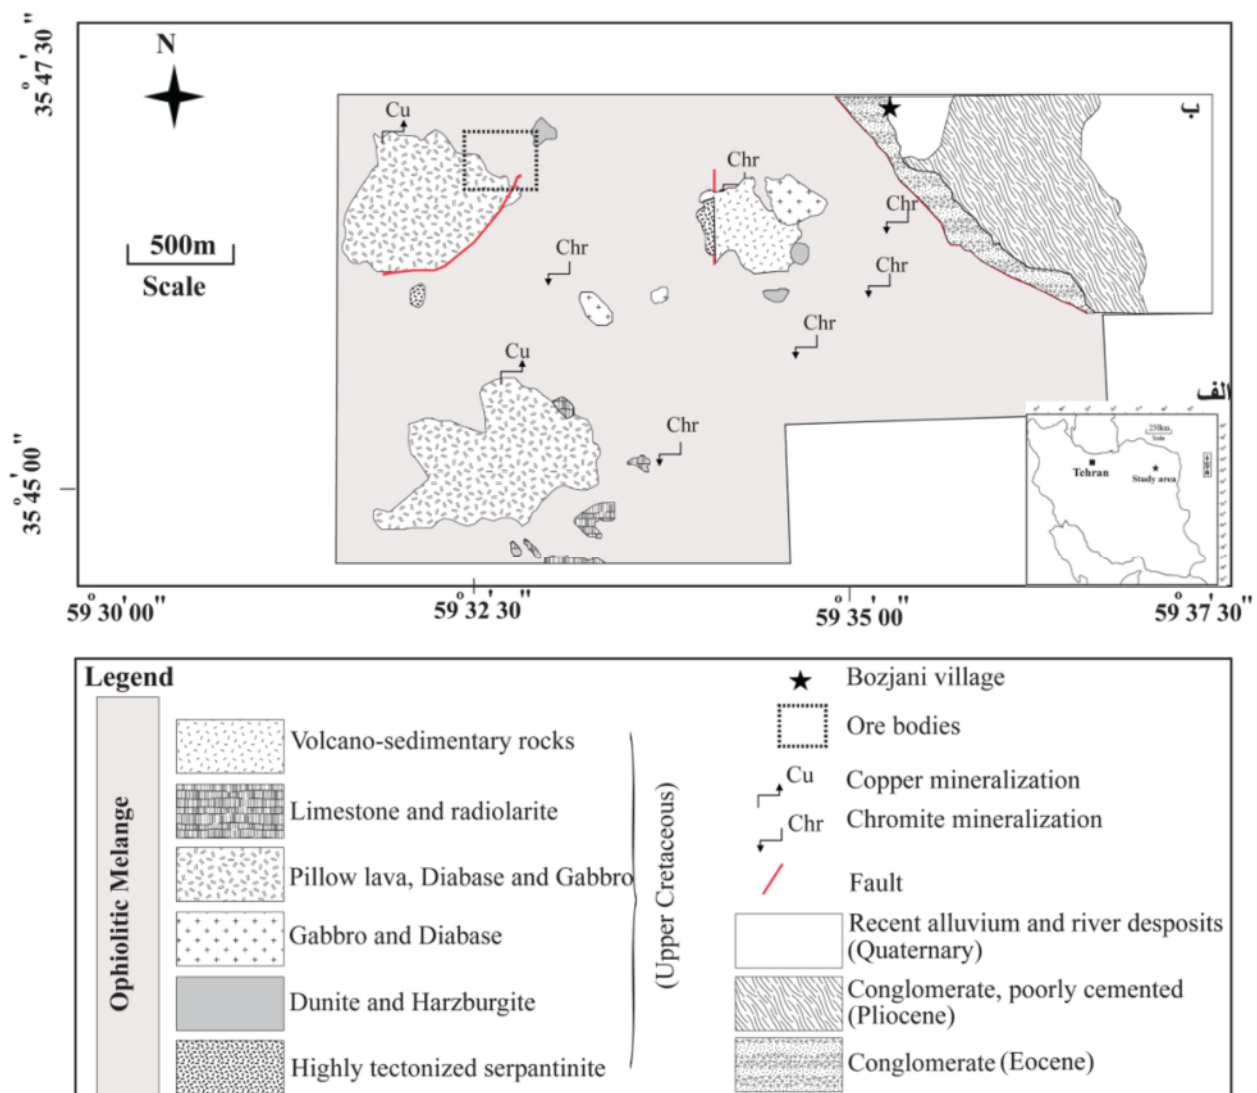 N
35° 47' 30"
Cu
Chr
Chr
500m
Scale
Chr
Chr
Chr
Cu
Chr
35° 45' 00"
ب
الف
250km
Scale
Tehran
Study area
59° 30' 00"
59° 32' 30"
59° 35' 00"
59° 37' 30"
Legend
Ophiolitic Melange
Volcano-sedimentary rocks
Limestone and radiolarite
Pillow lava, Diabase and Gabbro
Gabbro and Diabase
Dunite and Harzburgite
Highly tectonized serpantinite
(Upper Cretaceous)
Bozjani village
Ore bodies
Cu
Copper mineralization
Chr
Chromite mineralization
Fault
Recent alluvium and river desposits
(Quaternary)
Conglomerate, poorly cemented
(Pliocene)
Conglomerate (Eocene)